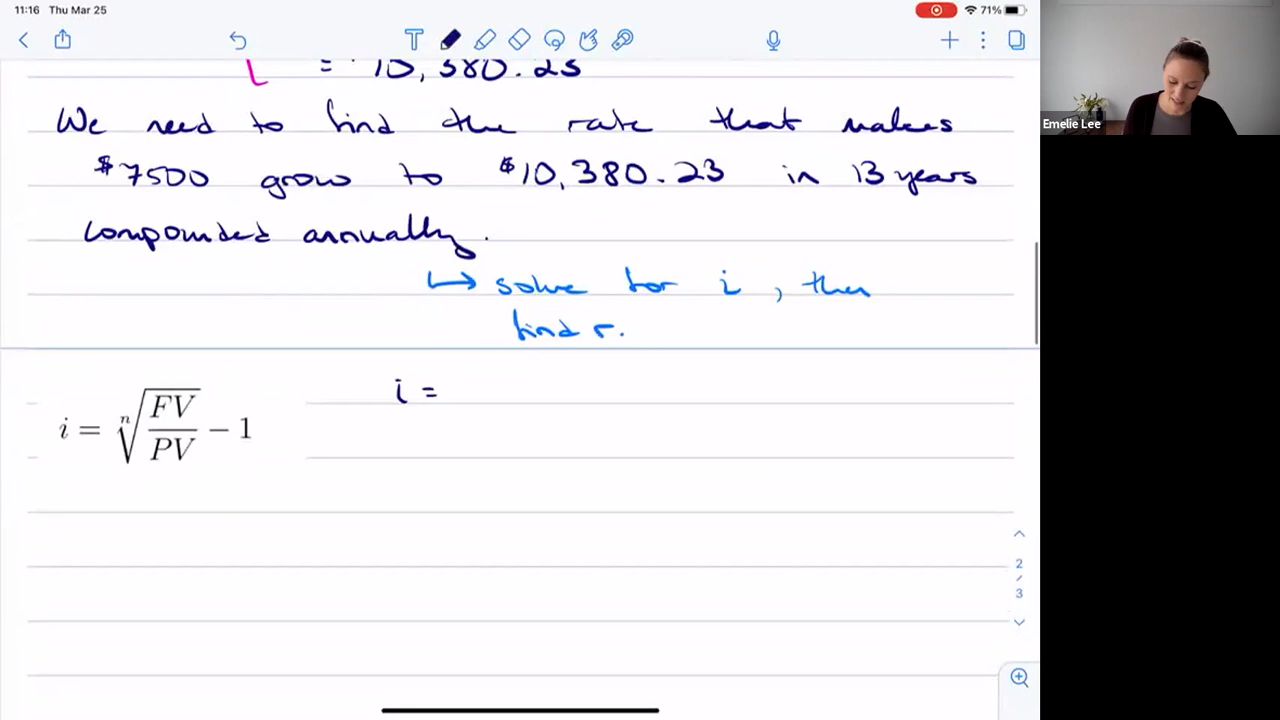 11:16 Thu Mar 25
71%
= 10,380.23
We need to find the rate that makes
$7500 grow to $10,380.23 in 13 years
compounded annually.
↳ solve for i, then
find r.
i = \sqrt[n]{\frac{FV}{PV}} - 1
i =
2
/
3
Emelie Lee